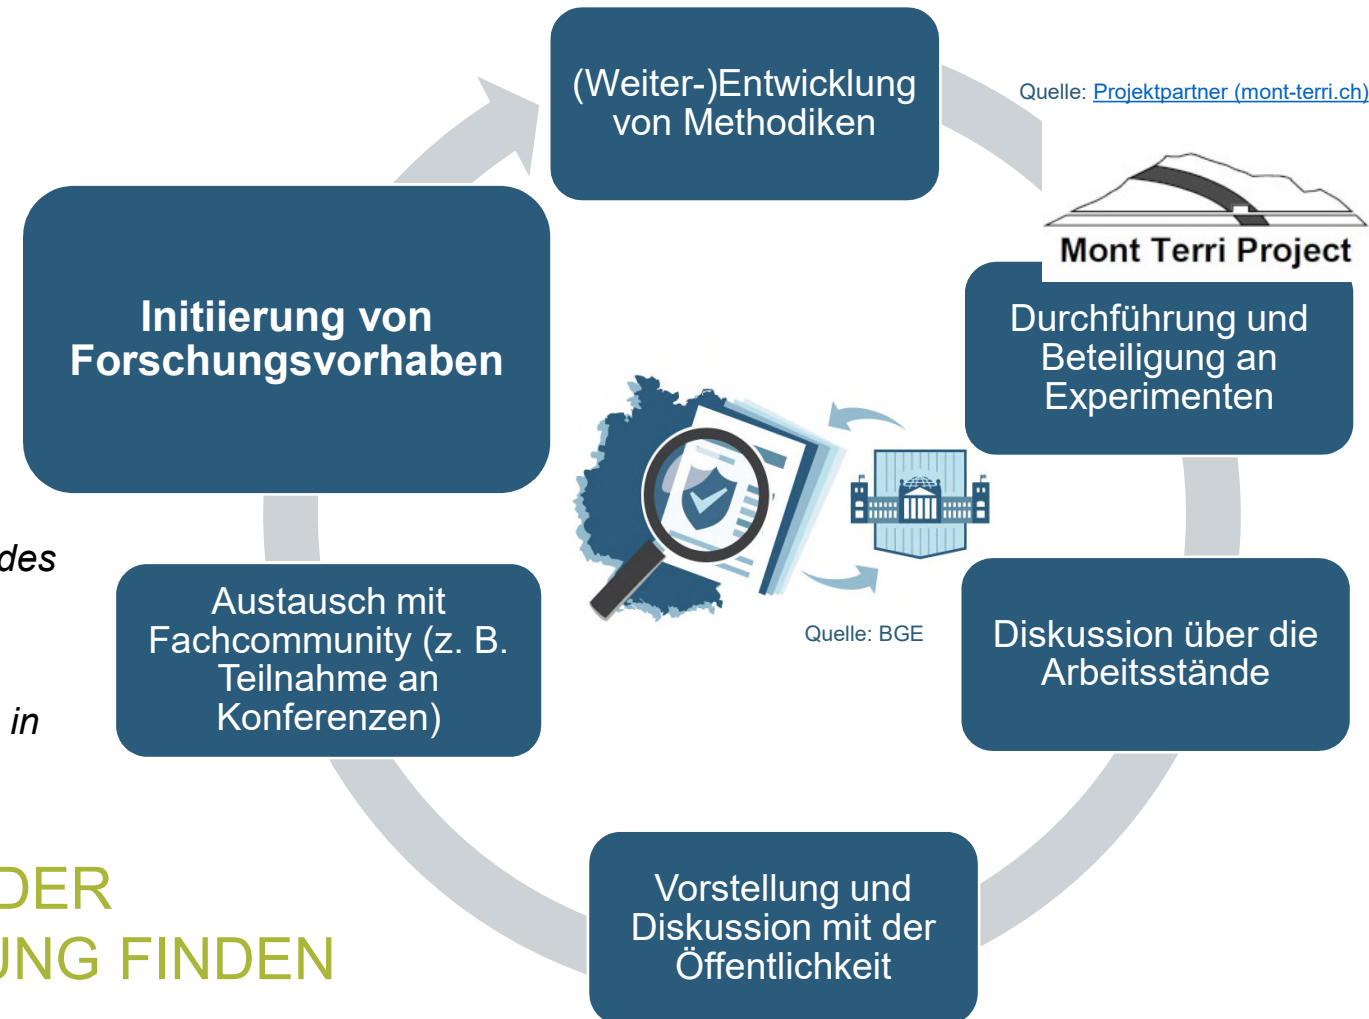 (Weiter-)Entwicklung
von Methodiken
Quelle: Projektpartner (mont-terri.ch)
Mont Terri Project
Durchführung und
Beteiligung an
Experimenten
Initiierung von
Forschungsvorhaben
des
in
Austausch mit
Fachcommunity (z. B.
Teilnahme an
Konferenzen)
Quelle: BGE
Diskussion über die
Arbeitsstände
Vorstellung und
Diskussion mit der
Öffentlichkeit
DER
UNG FINDEN